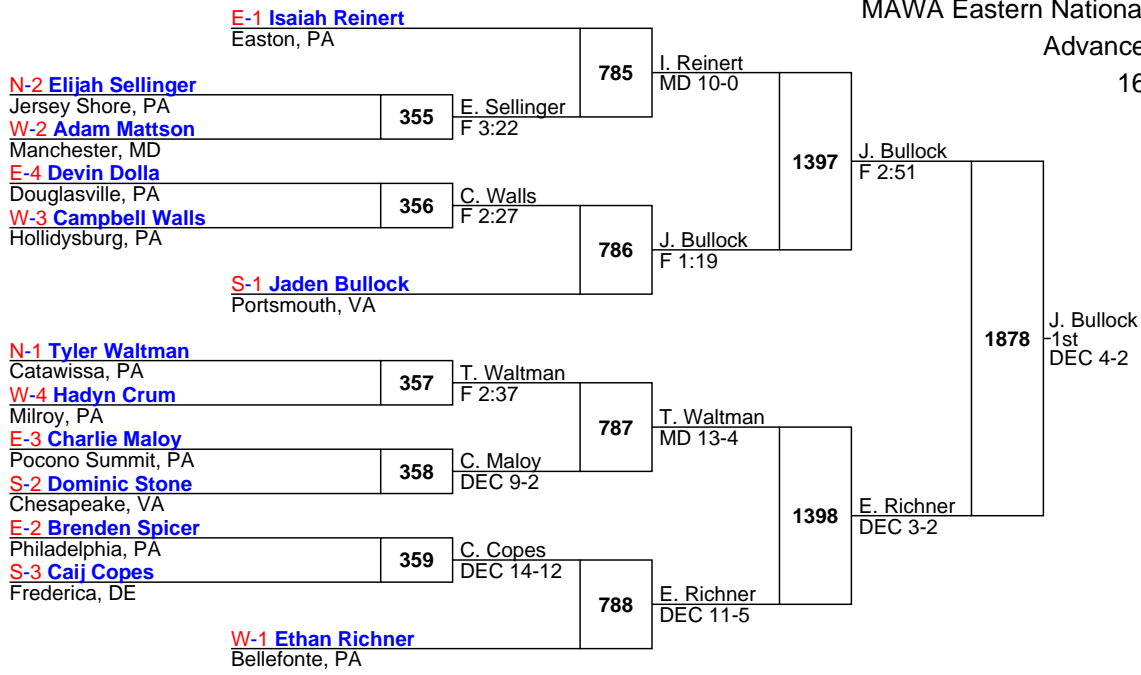 MAWA Eastern Nationa
Advance
16
E-1 Isaiah Reinert
Easton, PA
785
I. Reinert
MD 10-0
N-2 Elijah Sellinger
Jersey Shore, PA
355
E. Sellinger
F 3:22
W-2 Adam Mattson
Manchester, MD
1397
J. Bullock
F 2:51
E-4 Devin Dolla
Douglasville, PA
356
C. Walls
F 2:27
W-3 Campbell Walls
Hollidysburg, PA
786
J. Bullock
F 1:19
S-1 Jaden Bullock
Portsmouth, VA
1878
J. Bullock
1st
DEC 4-2
N-1 Tyler Waltman
Catawissa, PA
357
T. Waltman
F 2:37
W-4 Hadyn Crum
Milroy, PA
787
T. Waltman
MD 13-4
E-3 Charlie Maloy
Pocono Summit, PA
358
C. Maloy
DEC 9-2
S-2 Dominic Stone
Chesapeake, VA
1398
E. Richner
DEC 3-2
E-2 Brenden Spicer
Philadelphia, PA
359
C. Copes
DEC 14-12
S-3 Caij Copes
Frederica, DE
788
E. Richner
DEC 11-5
W-1 Ethan Richner
Bellefonte, PA